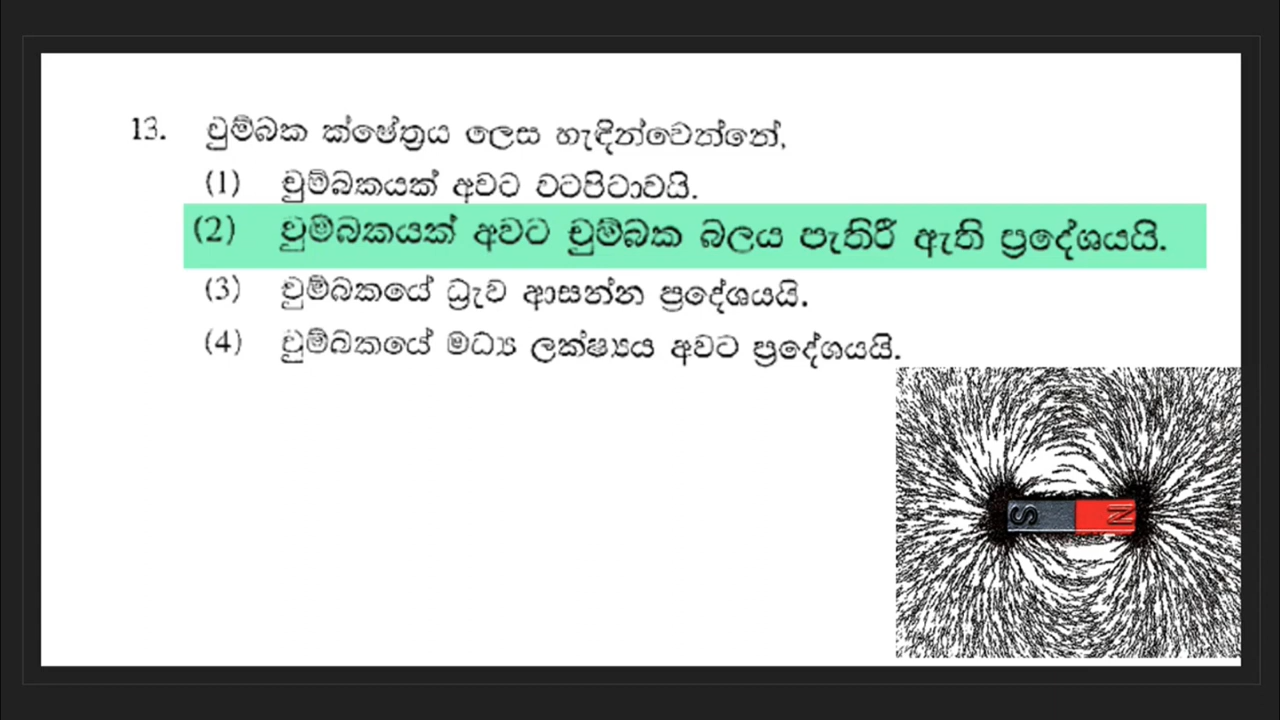 13. චුම්බක ක්ෂේත්‍රය ලෙස හැඳින්වෙන්නේ,
(1) චුම්බකයක් අවට වටපිටාවයි.
(2) චුම්බකයක් අවට චුම්බක බලය පැතිරී ඇති ප්‍රදේශයයි.
(3) චුම්බකයේ ධ්‍රැව ආසන්න ප්‍රදේශයයි.
(4) චුම්බකයේ මධ්‍ය ලක්ෂ්‍යය අවට ප්‍රදේශයයි.
S N